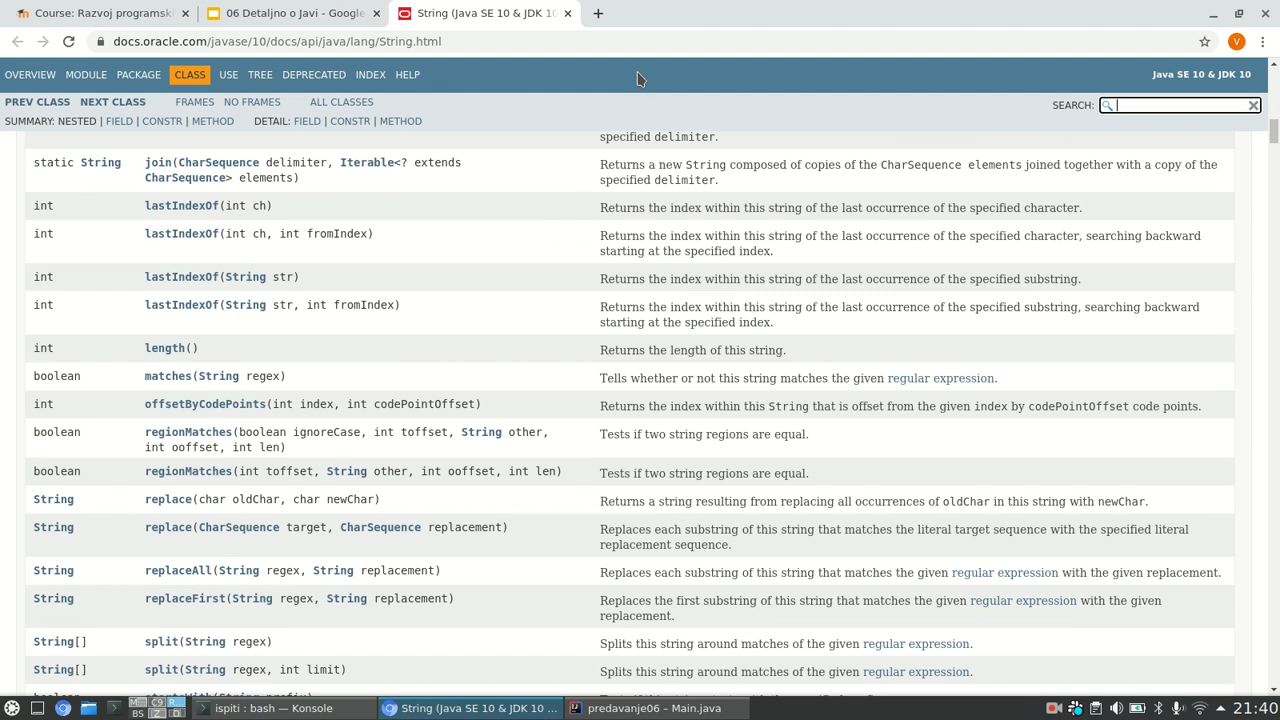 Course: Razvoj programsk
06 Detaljno o Javi - Google
String (Java SE 10 & JDK 10
docs.oracle.com/javase/10/docs/api/java/lang/String.html
V
OVERVIEW MODULE PACKAGE CLASS USE TREE DEPRECATED INDEX HELP
Java SE 10 & JDK 10
PREV CLASS NEXT CLASS FRAMES NO FRAMES ALL CLASSES
SEARCH:
SUMMARY: NESTED | FIELD | CONSTR | METHOD DETAIL: FIELD | CONSTR | METHOD
specified delimiter.
static String join(CharSequence delimiter, Iterable<? extends
CharSequence> elements)
Returns a new String composed of copies of the CharSequence elements joined together with a copy of the
specified delimiter.
int lastIndexOf(int ch) Returns the index within this string of the last occurrence of the specified character.
int lastIndexOf(int ch, int fromIndex) Returns the index within this string of the last occurrence of the specified character, searching backward
starting at the specified index.
int lastIndexOf(String str) Returns the index within this string of the last occurrence of the specified substring.
int lastIndexOf(String str, int fromIndex) Returns the index within this string of the last occurrence of the specified substring, searching backward
starting at the specified index.
int length() Returns the length of this string.
boolean matches(String regex) Tells whether or not this string matches the given regular expression.
int offsetByCodePoints(int index, int codePointOffset) Returns the index within this String that is offset from the given index by codePointOffset code points.
boolean regionMatches(boolean ignoreCase, int toffset, String other,
int ooffset, int len)
Tests if two string regions are equal.
boolean regionMatches(int toffset, String other, int ooffset, int len) Tests if two string regions are equal.
String replace(char oldChar, char newChar) Returns a string resulting from replacing all occurrences of oldChar in this string with newChar.
String replace(CharSequence target, CharSequence replacement) Replaces each substring of this string that matches the literal target sequence with the specified literal
replacement sequence.
String replaceAll(String regex, String replacement) Replaces each substring of this string that matches the given regular expression with the given replacement.
String replaceFirst(String regex, String replacement) Replaces the first substring of this string that matches the given regular expression with the given
replacement.
String[] split(String regex) Splits this string around matches of the given regular expression.
String[] split(String regex, int limit) Splits this string around matches of the given regular expression.
ispiti : bash — Konsole
String (Java SE 10 & JDK 10 ...
predavanje06 – Main.java
21:40